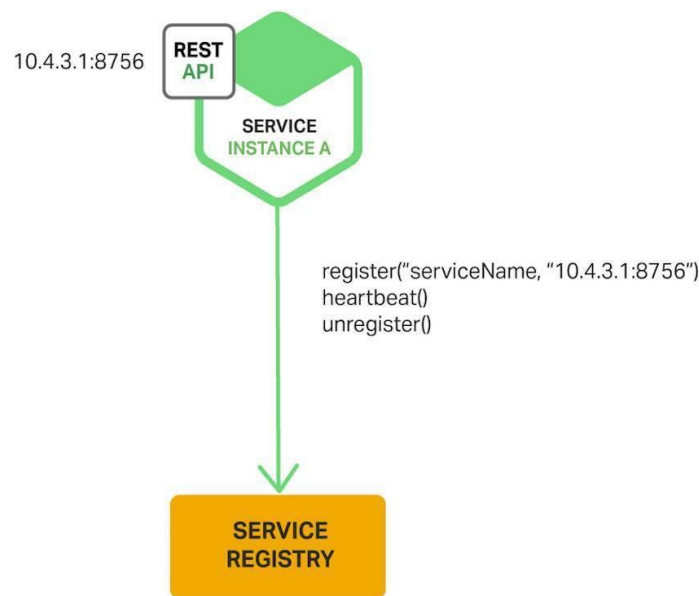 10.4.3.1:8756
REST
API
SERVICE
INSTANCE A
register("serviceName, "10.4.3.1:8756")
heartbeat()
unregister()
SERVICE
REGISTRY